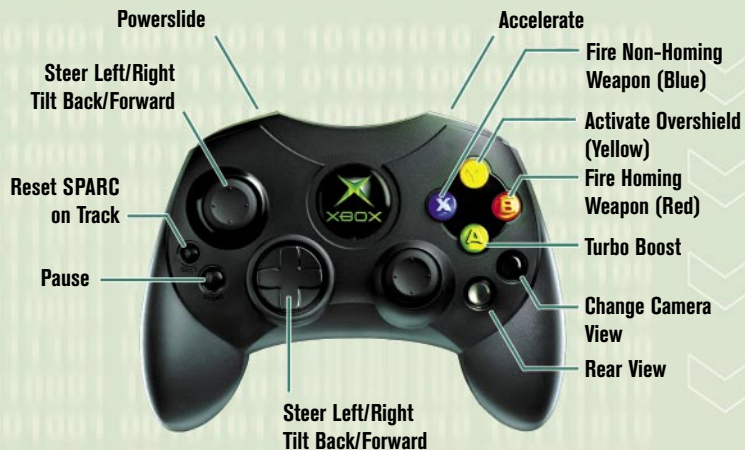 Powerslide
Accelerate
Steer Left/Right
Tilt Back/Forward
Fire Non-Homing
Weapon (Blue)
Activate Overshield
(Yellow)
Reset SPARC
on Track
Fire Homing
Weapon (Red)
Turbo Boost
Pause
Change Camera
View
Rear View
Steer Left/Right
Tilt Back/Forward
XBOX
Y
X
B
A